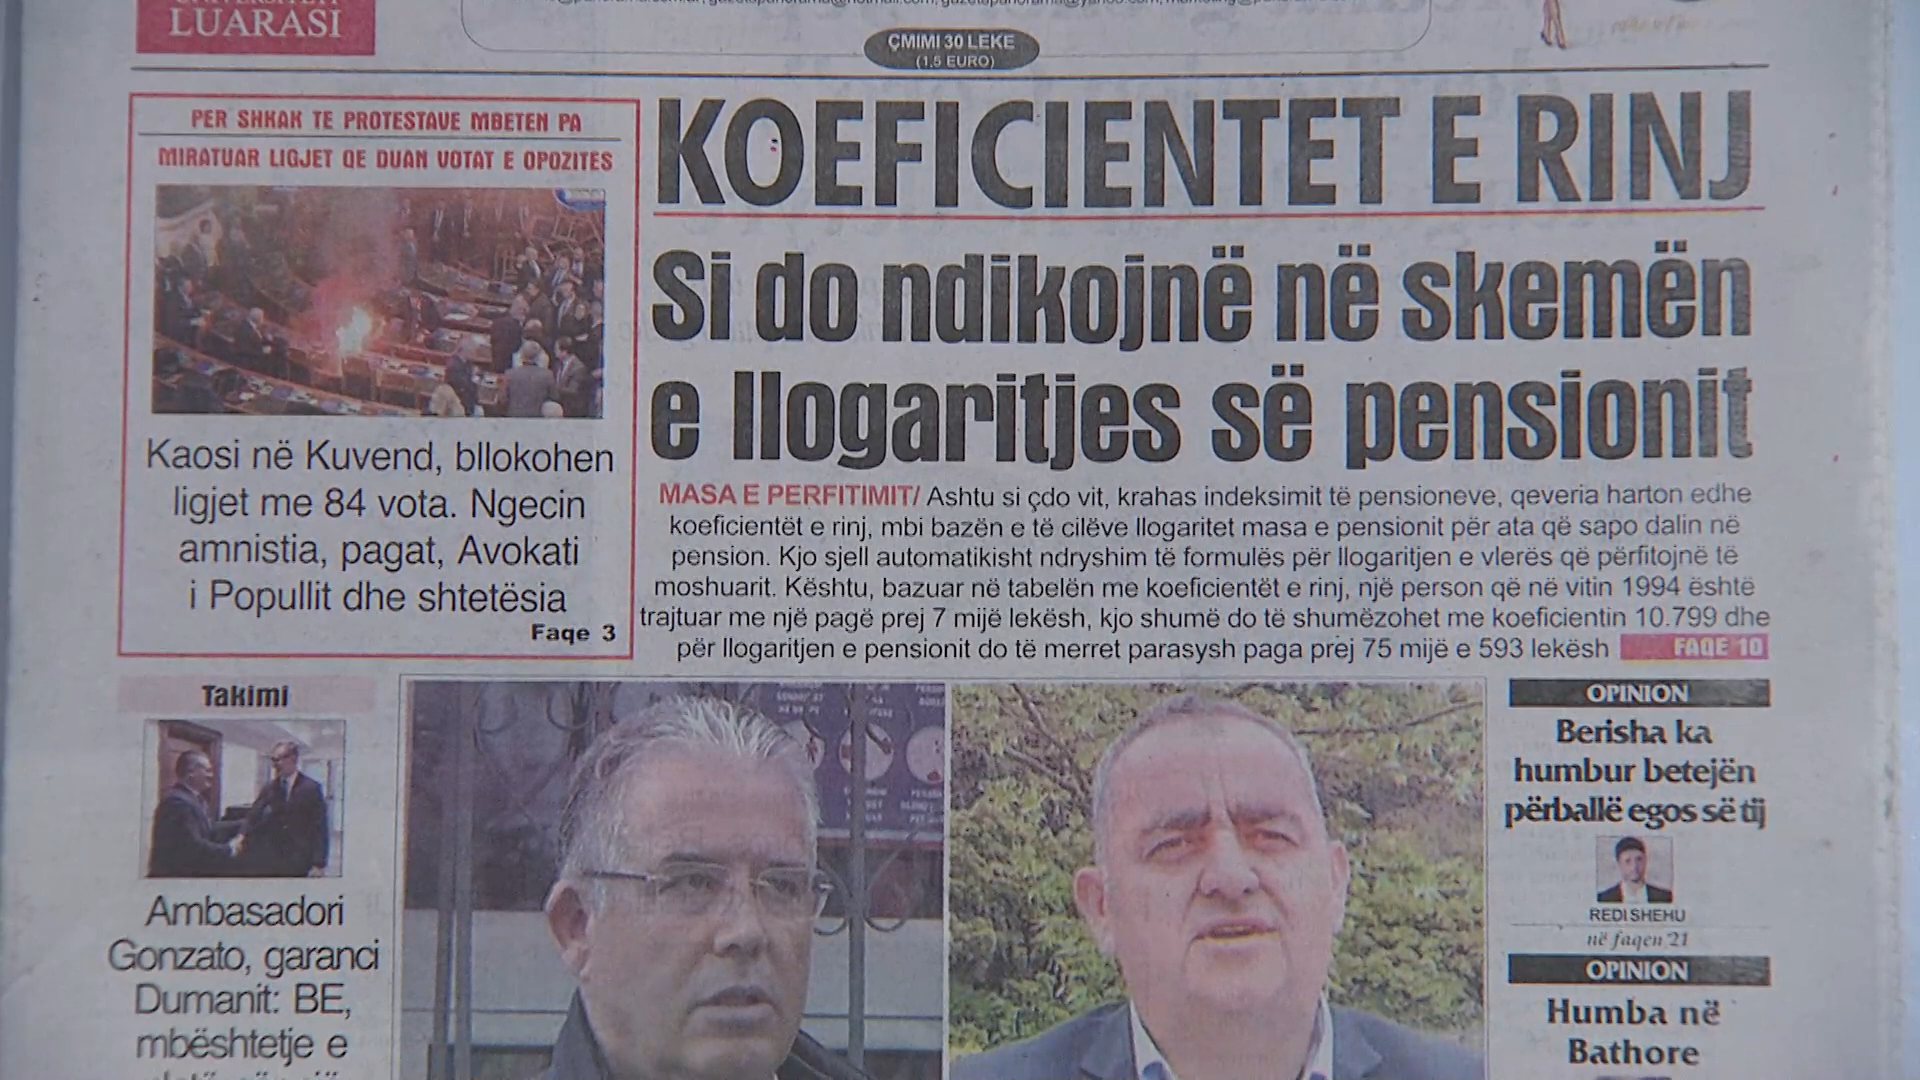 LUARASI
ÇMIMI 30 LEKE
(1,5 EURO)
PER SHKAK TE PROTESTAVE MBETEN PA
MIRATUAR LIGJET QE DUAN VOTAT E OPOZITES
Kaosi në Kuvend, bllokohen
ligjet me 84 vota. Ngecin
amnistia, pagat, Avokati
i Popullit dhe shtetësia
Faqe 3
KOEFICIENTET E RINJ
Si do ndikojnë në skemën
e llogaritjes së pensionit
MASA E PERFITIMIT/ Ashtu si çdo vit, krahas indeksimit të pensioneve, qeveria harton edhe
koeficientët e rinj, mbi bazën e të cilëve llogaritet masa e pensionit për ata që sapo dalin në
pension. Kjo sjell automatikisht ndryshim të formulës për llogaritjen e vlerës që përfitojnë të
moshuarit. Kështu, bazuar në tabelën me koeficientët e rinj, një person që në vitin 1994 është
trajtuar me një pagë prej 7 mijë lekësh, kjo shumë do të shumëzohet me koeficientin 10.799 dhe
për llogaritjen e pensionit do të merret parasysh paga prej 75 mijë e 593 lekësh
FAQE 10
Takimi
Ambasadori
Gonzato, garanci
Dumanit: BE,
mbështetje e
OPINION
Berisha ka
humbur betejën
përballë egos së tij
REDI SHEHU
në faqen 21
OPINION
Humba në
Bathore